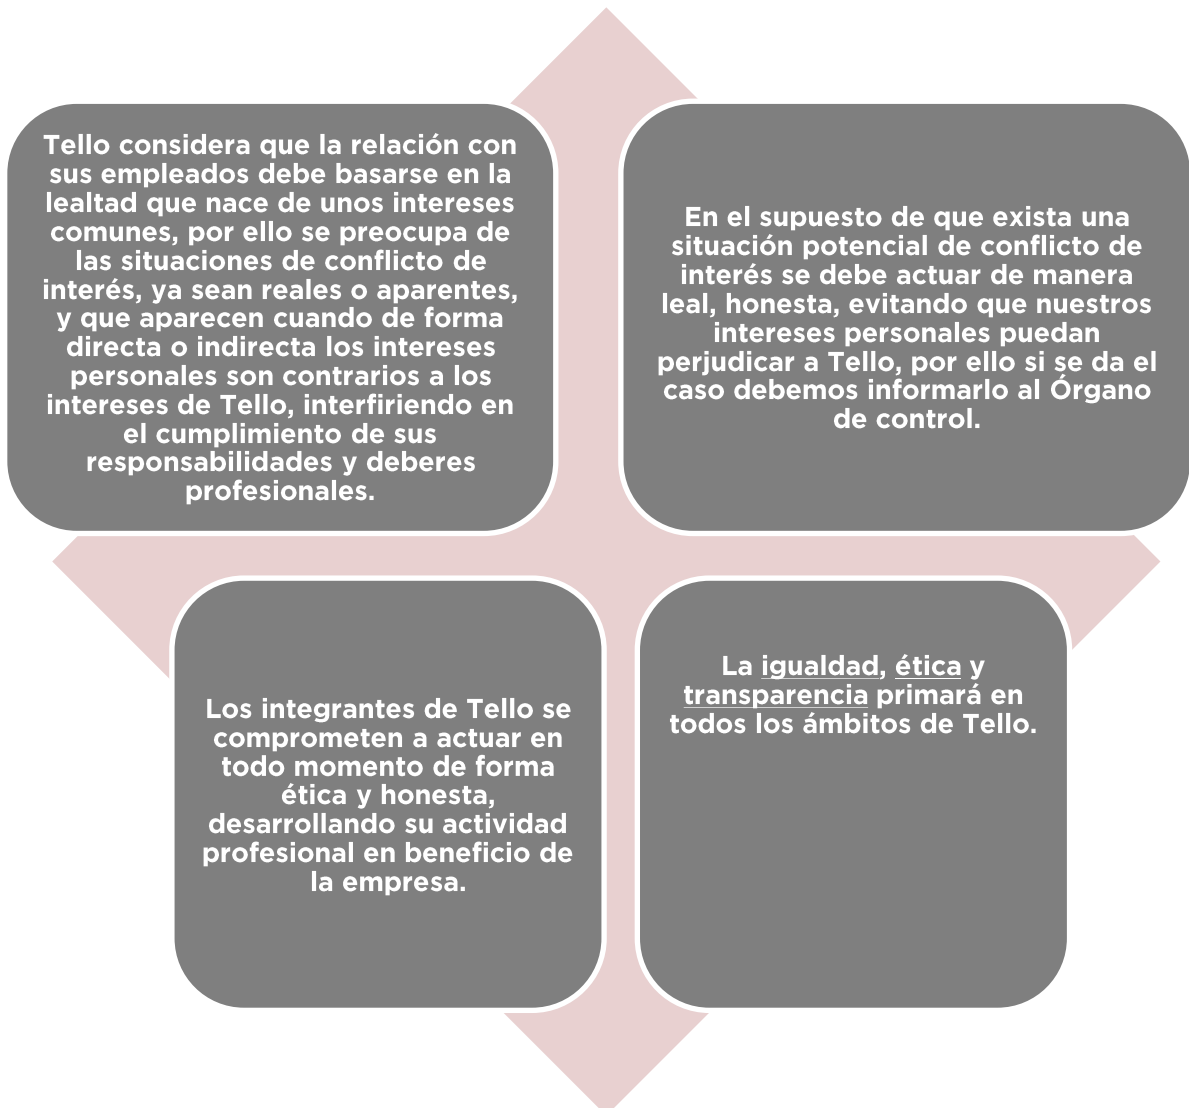 Tello considera que la relación con
sus empleados debe basarse en la
lealtad que nace de unos intereses
comunes, por ello se preocupa de
las situaciones de conflicto de
interés, ya sean reales o aparentes,
y que aparecen cuando de forma
directa o indirecta los intereses
personales son contrarios a los
intereses de Tello, interfiriendo en
el cumplimiento de sus
responsabilidades y deberes
profesionales.
En el supuesto de que exista una
situación potencial de conflicto de
interés se debe actuar de manera
leal, honesta, evitando que nuestros
intereses personales puedan
perjudicar a Tello, por ello si se da el
caso debemos informarlo al Órgano
de control.
Los integrantes de Tello se
comprometen a actuar en
todo momento de forma
ética y honesta,
desarrollando su actividad
profesional en beneficio de
la empresa.
La igualdad, ética y
transparencia primará en
todos los ámbitos de Tello.